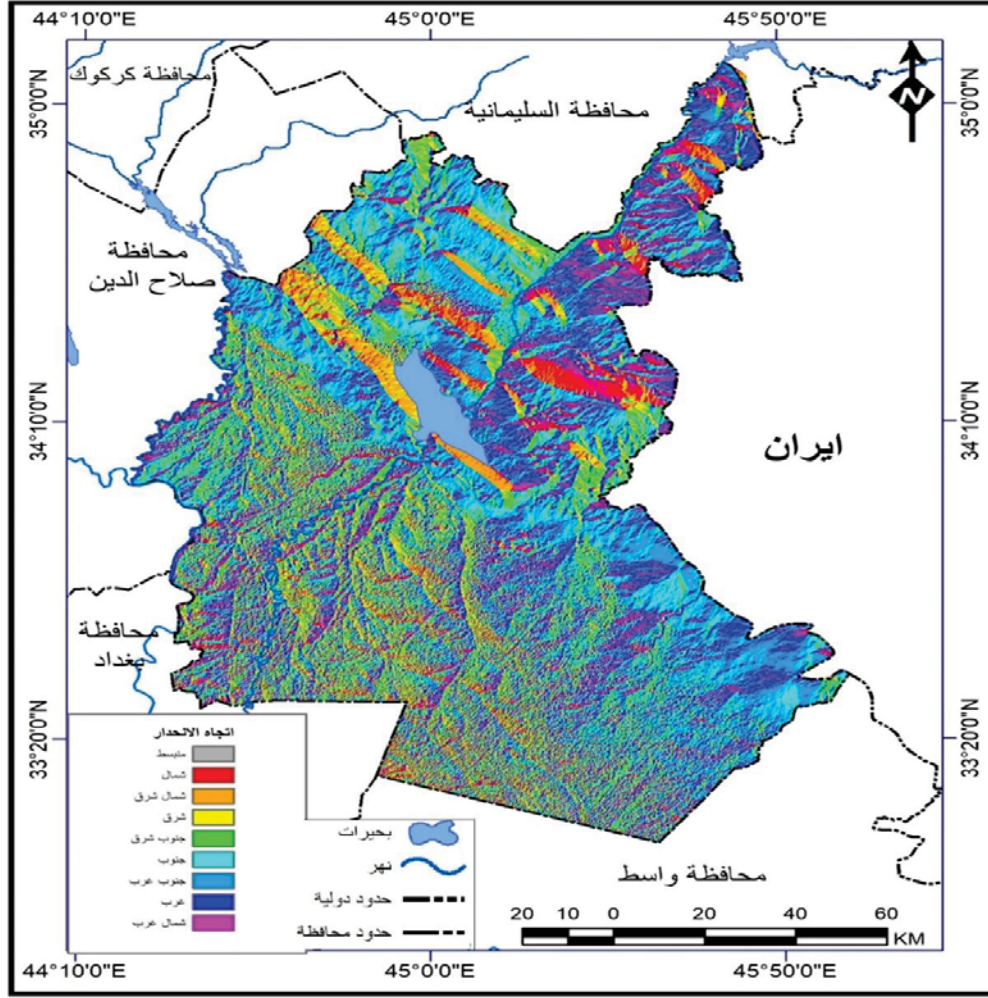 44°10'0"E
45°0'0"E
45°50'0"E
35°0'0"N
34°10'0"N
33°20'0"N
35°0'0"N
34°10'0"N
33°20'0"N
N
محافظة كركوك
محافظة السليمانية
محافظة
صلاح الدين
ايران
محافظة
بغداد
محافظة واسط
اتجاه الانحدار
منبسط
شمال
شمال شرق
شرق
جنوب شرق
جنوب
جنوب غرب
غرب
شمال غرب
بحيرات
نهر
حدود دولية
حدود محافظة
20 10 0 20 40 60
KM
44°10'0"E
45°0'0"E
45°50'0"E